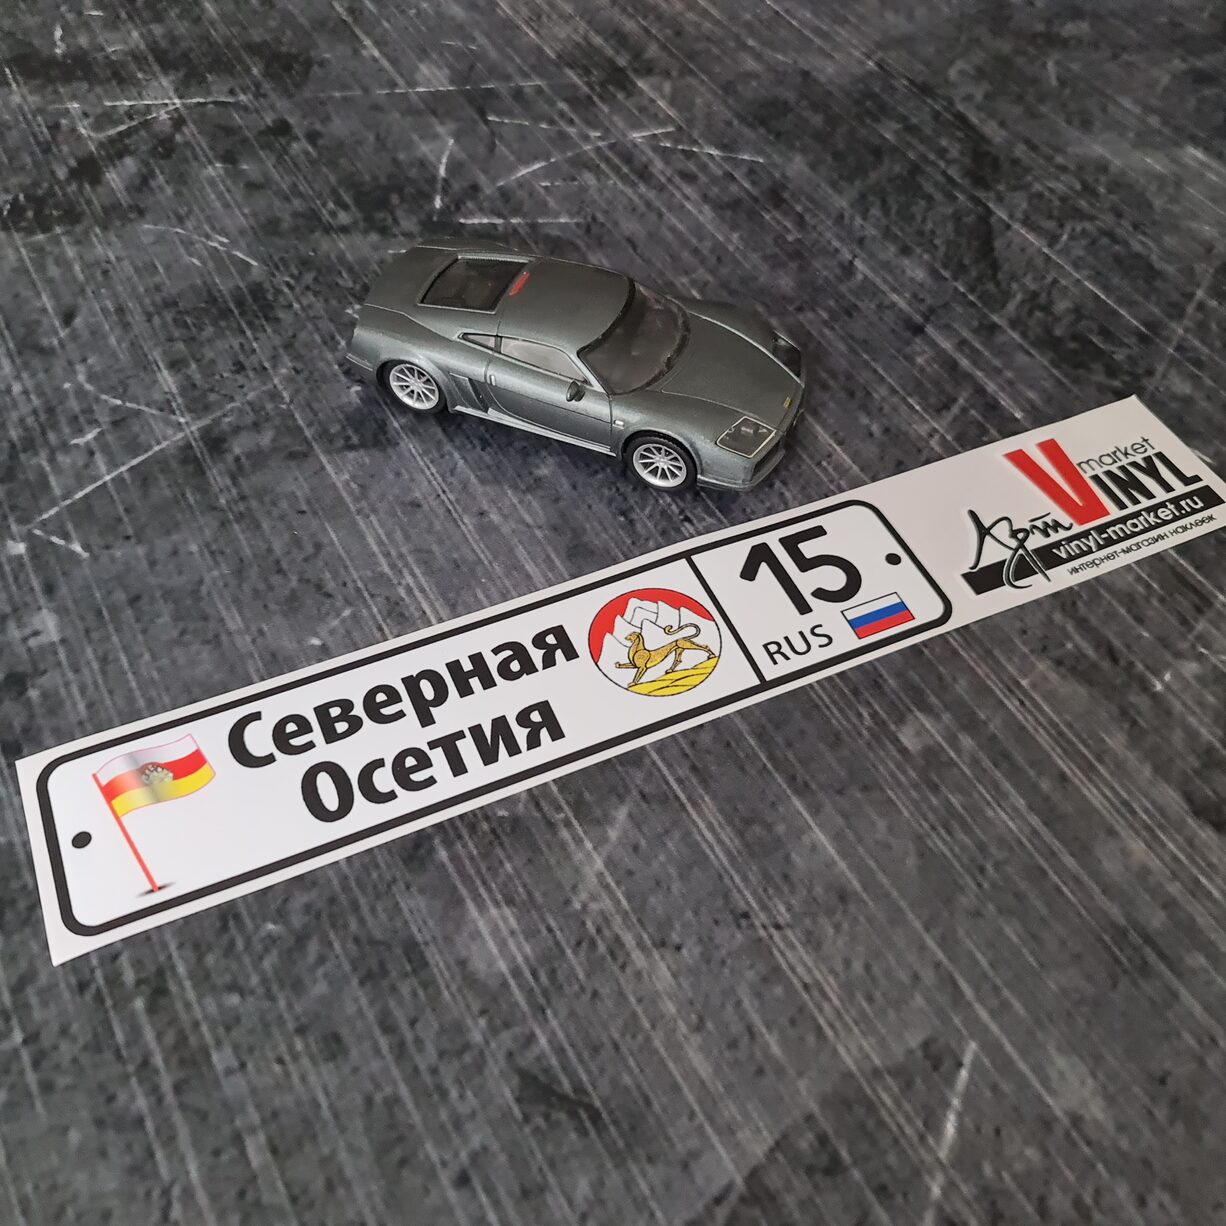 Северная
Осетия
15
RUS
market
VINYL
Арт
vinyl-market.ru
интернет-магазин наклеек